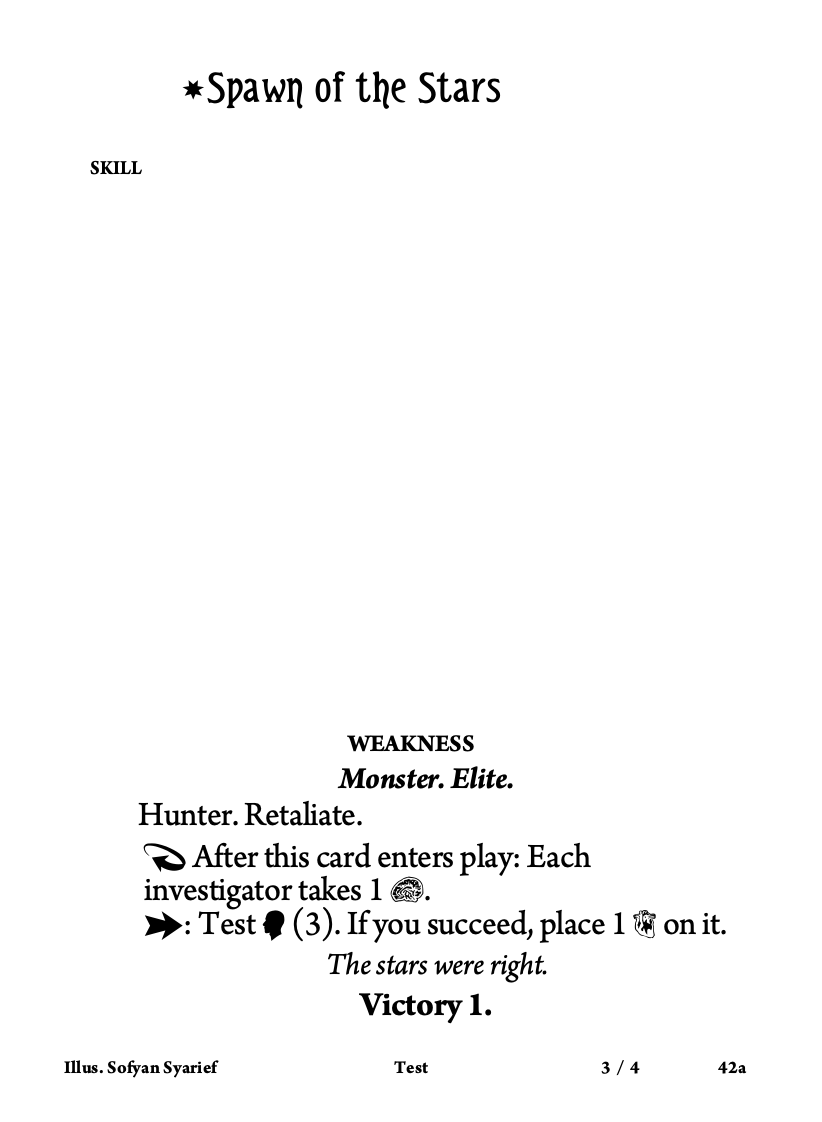 Spawn of the Stars
SKILL
WEAKNESS
Monster. Elite.
Hunter. Retaliate.
After this card enters play: Each
investigator takes 1 .
: Test (3). If you succeed, place 1 on it.
The stars were right.
Victory 1.
Illus. Sofyan Syarief Test 3 / 4 42a